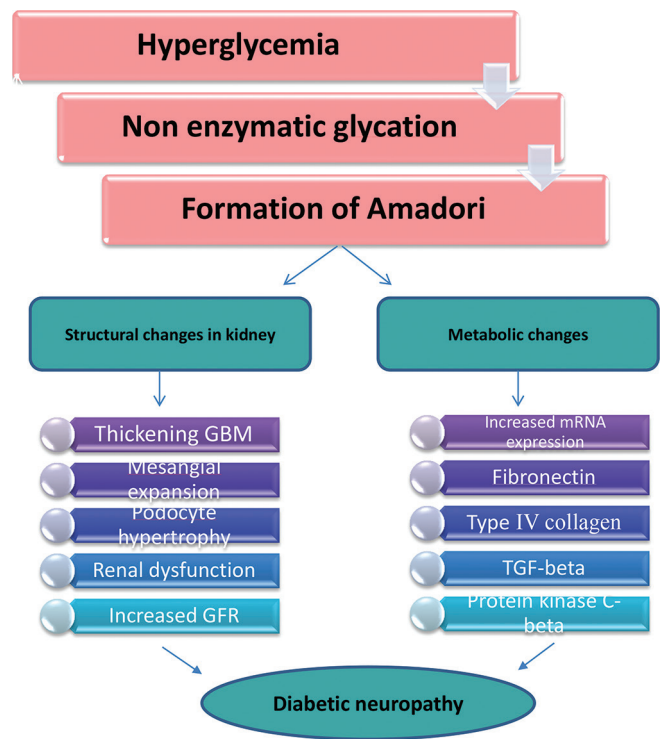 Hyperglycemia
Non enzymatic glycation
Formation of Amadori
Structural changes in kidney
Metabolic changes
Thickening GBM
Mesangial
expansion
Podocyte
hypertrophy
Renal dysfunction
Increased GFR
Increased mRNA
expression
Fibronectin
Type IV collagen
TGF-beta
Protein kinase C-
beta
Diabetic neuropathy